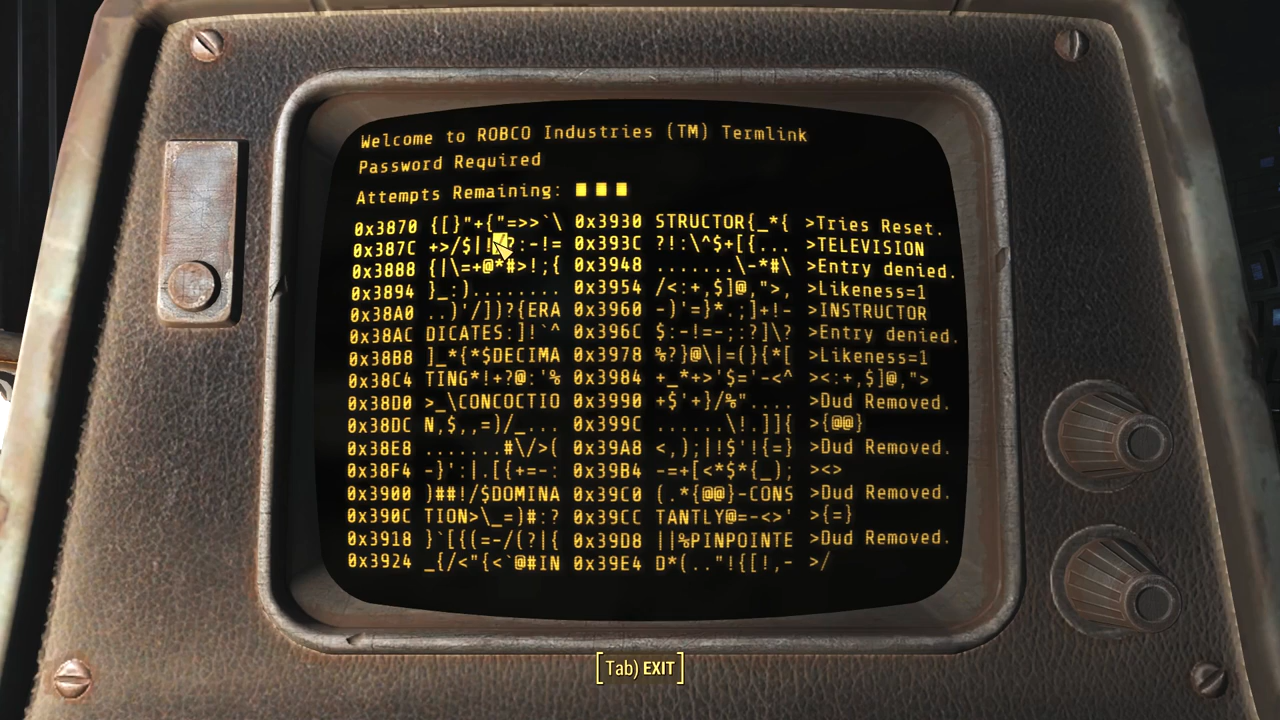 Welcome to ROBCO Industries (TM) Termlink
Password Required
Attempts Remaining: ■ ■ ■
0x3870 {[}"+{"=>>`\ 0x3930 STRUCTOR{_*{ >Tries Reset.
0x387C +>/$|! ?:-!= 0x393C ?!:\^$+[{... >TELEVISION
0x3888 {|\=+@*#>!;{ 0x3948 .......\-*#\ >Entry denied.
0x3894 }_:)........ 0x3954 /<:+,$]@,">, >Likeness=1
0x38A0 ..)'/])?{ERA 0x3960 -)'=}*.;]+!- >INSTRUCTOR
0x38AC DICATES:]!`^ 0x396C $:-!=-;:?]\? >Entry denied.
0x38B8 ]_*{*$DECIMA 0x3978 %?}@\|=(}{*[ >Likeness=1
0x38C4 TING*!+?@:'% 0x3984 +_*+>'$='-<^ ><:+,$]@,">
0x38D0 >_\CONCOCTIO 0x3990 +$'+}/%".... >Dud Removed.
0x38DC N,$,,=)/_... 0x399C ......\!.]]{ >{@@}
0x38E8 .......#\/>( 0x39A8 <,);|!$'!{=} >Dud Removed.
0x38F4 -}':|.[{+=-: 0x39B4 -=+[<*$*{_); ><>
0x3900 )##!/$DOMINA 0x39C0 (.*{@@}-CONS >Dud Removed.
0x390C TION>\_=)#:? 0x39CC TANTLY@=-<>' >{=}
0x3918 }`[{(=-/(?|{ 0x39D8 ||%PINPOINTE >Dud Removed.
0x3924 _{/<"{<`@#IN 0x39E4 D*(.."!{[!,- >/
[Tab) EXIT]